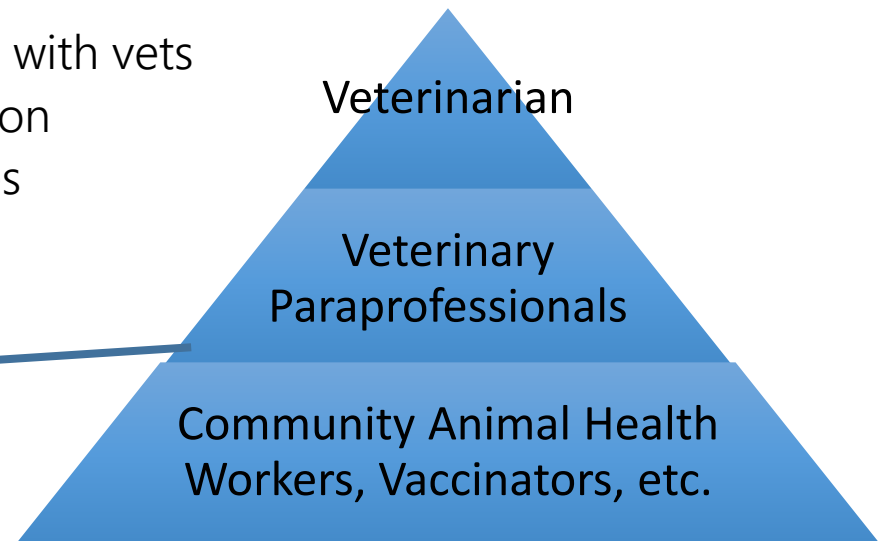 with vets
on
s
Veterinarian
Veterinary
Paraprofessionals
Community Animal Health
Workers, Vaccinators, etc.